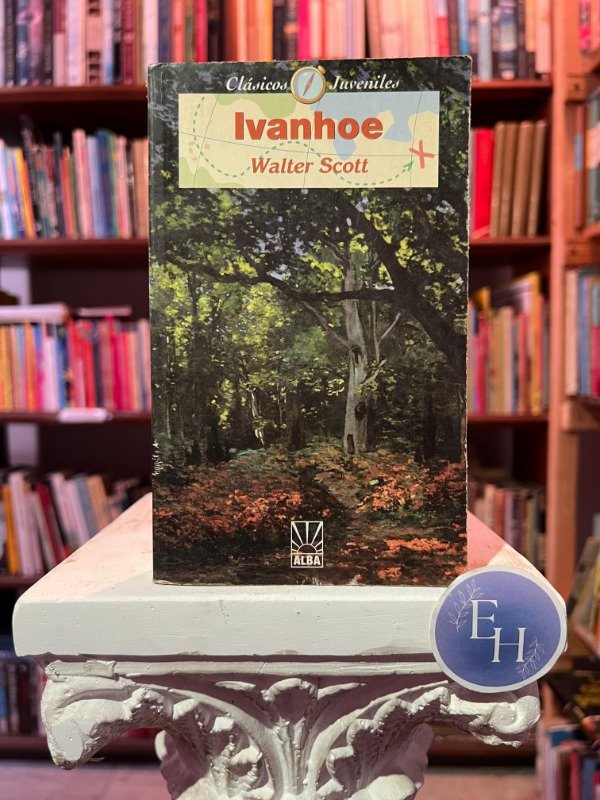 Clásicos Juveniles
Ivanhoe
Walter Scott
ALBA
EH